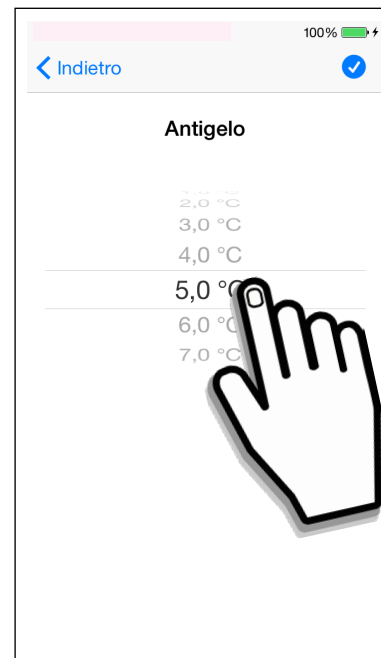 100%
Indietro
Antigelo
2,0 °C
3,0 °C
4,0 °C
5,0 °C
6,0 °C
7,0 °C